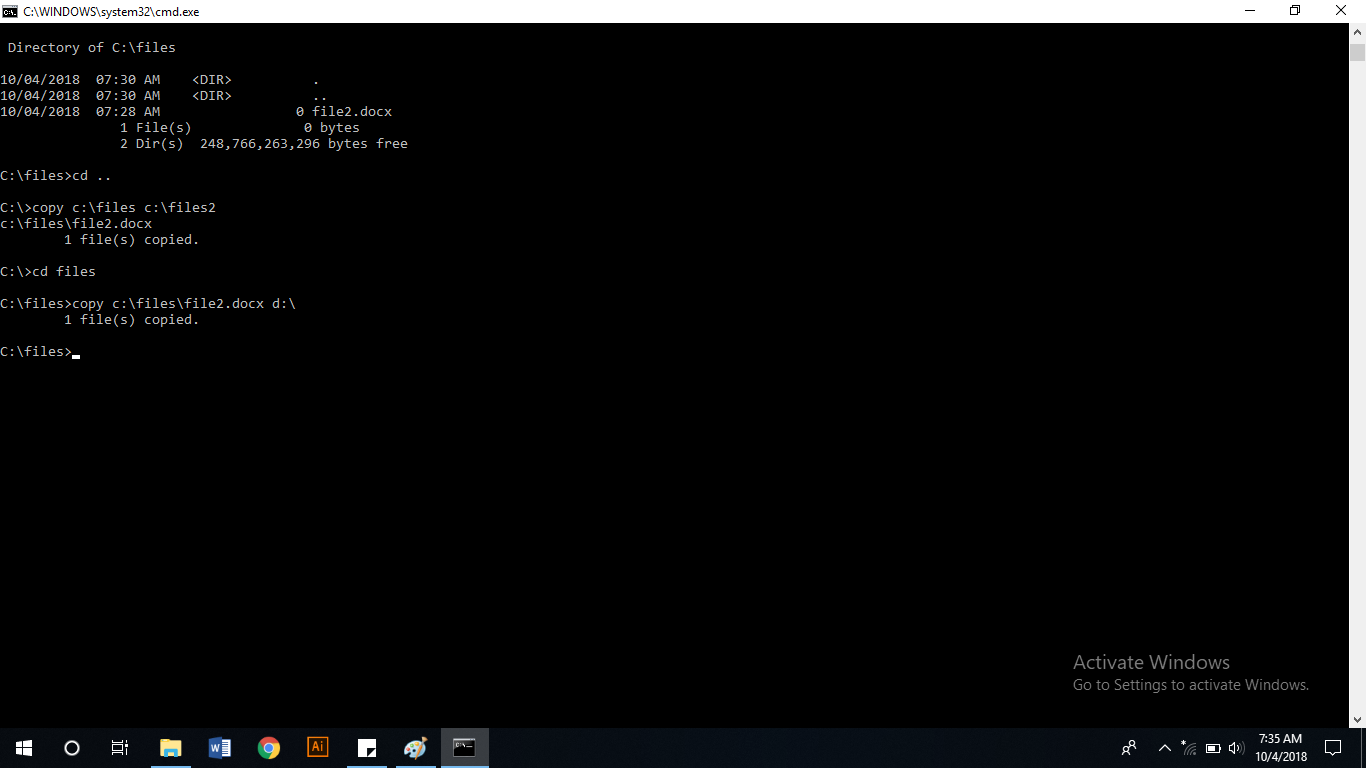 C:\WINDOWS\system32\cmd.exe
Directory of C:\files
10/04/2018  07:30 AM    <DIR>          .
10/04/2018  07:30 AM    <DIR>          ..
10/04/2018  07:28 AM                 0 file2.docx
               1 File(s)              0 bytes
               2 Dir(s)  248,766,263,296 bytes free
C:\files>cd ..
C:\>copy c:\files c:\files2
c:\files\file2.docx
        1 file(s) copied.
C:\>cd files
C:\files>copy c:\files\file2.docx d:\
        1 file(s) copied.
C:\files>
Activate Windows
Go to Settings to activate Windows.
Ai
7:35 AM
10/4/2018